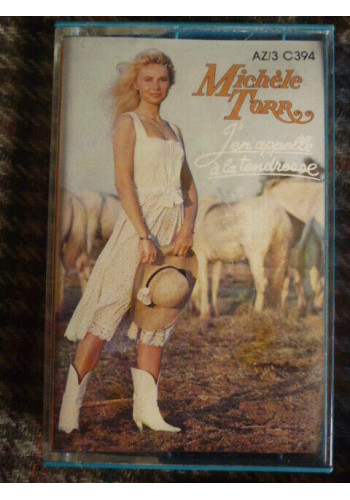 AZ/3 C394
Michèle
Torr
J'en appelle
à la tendresse